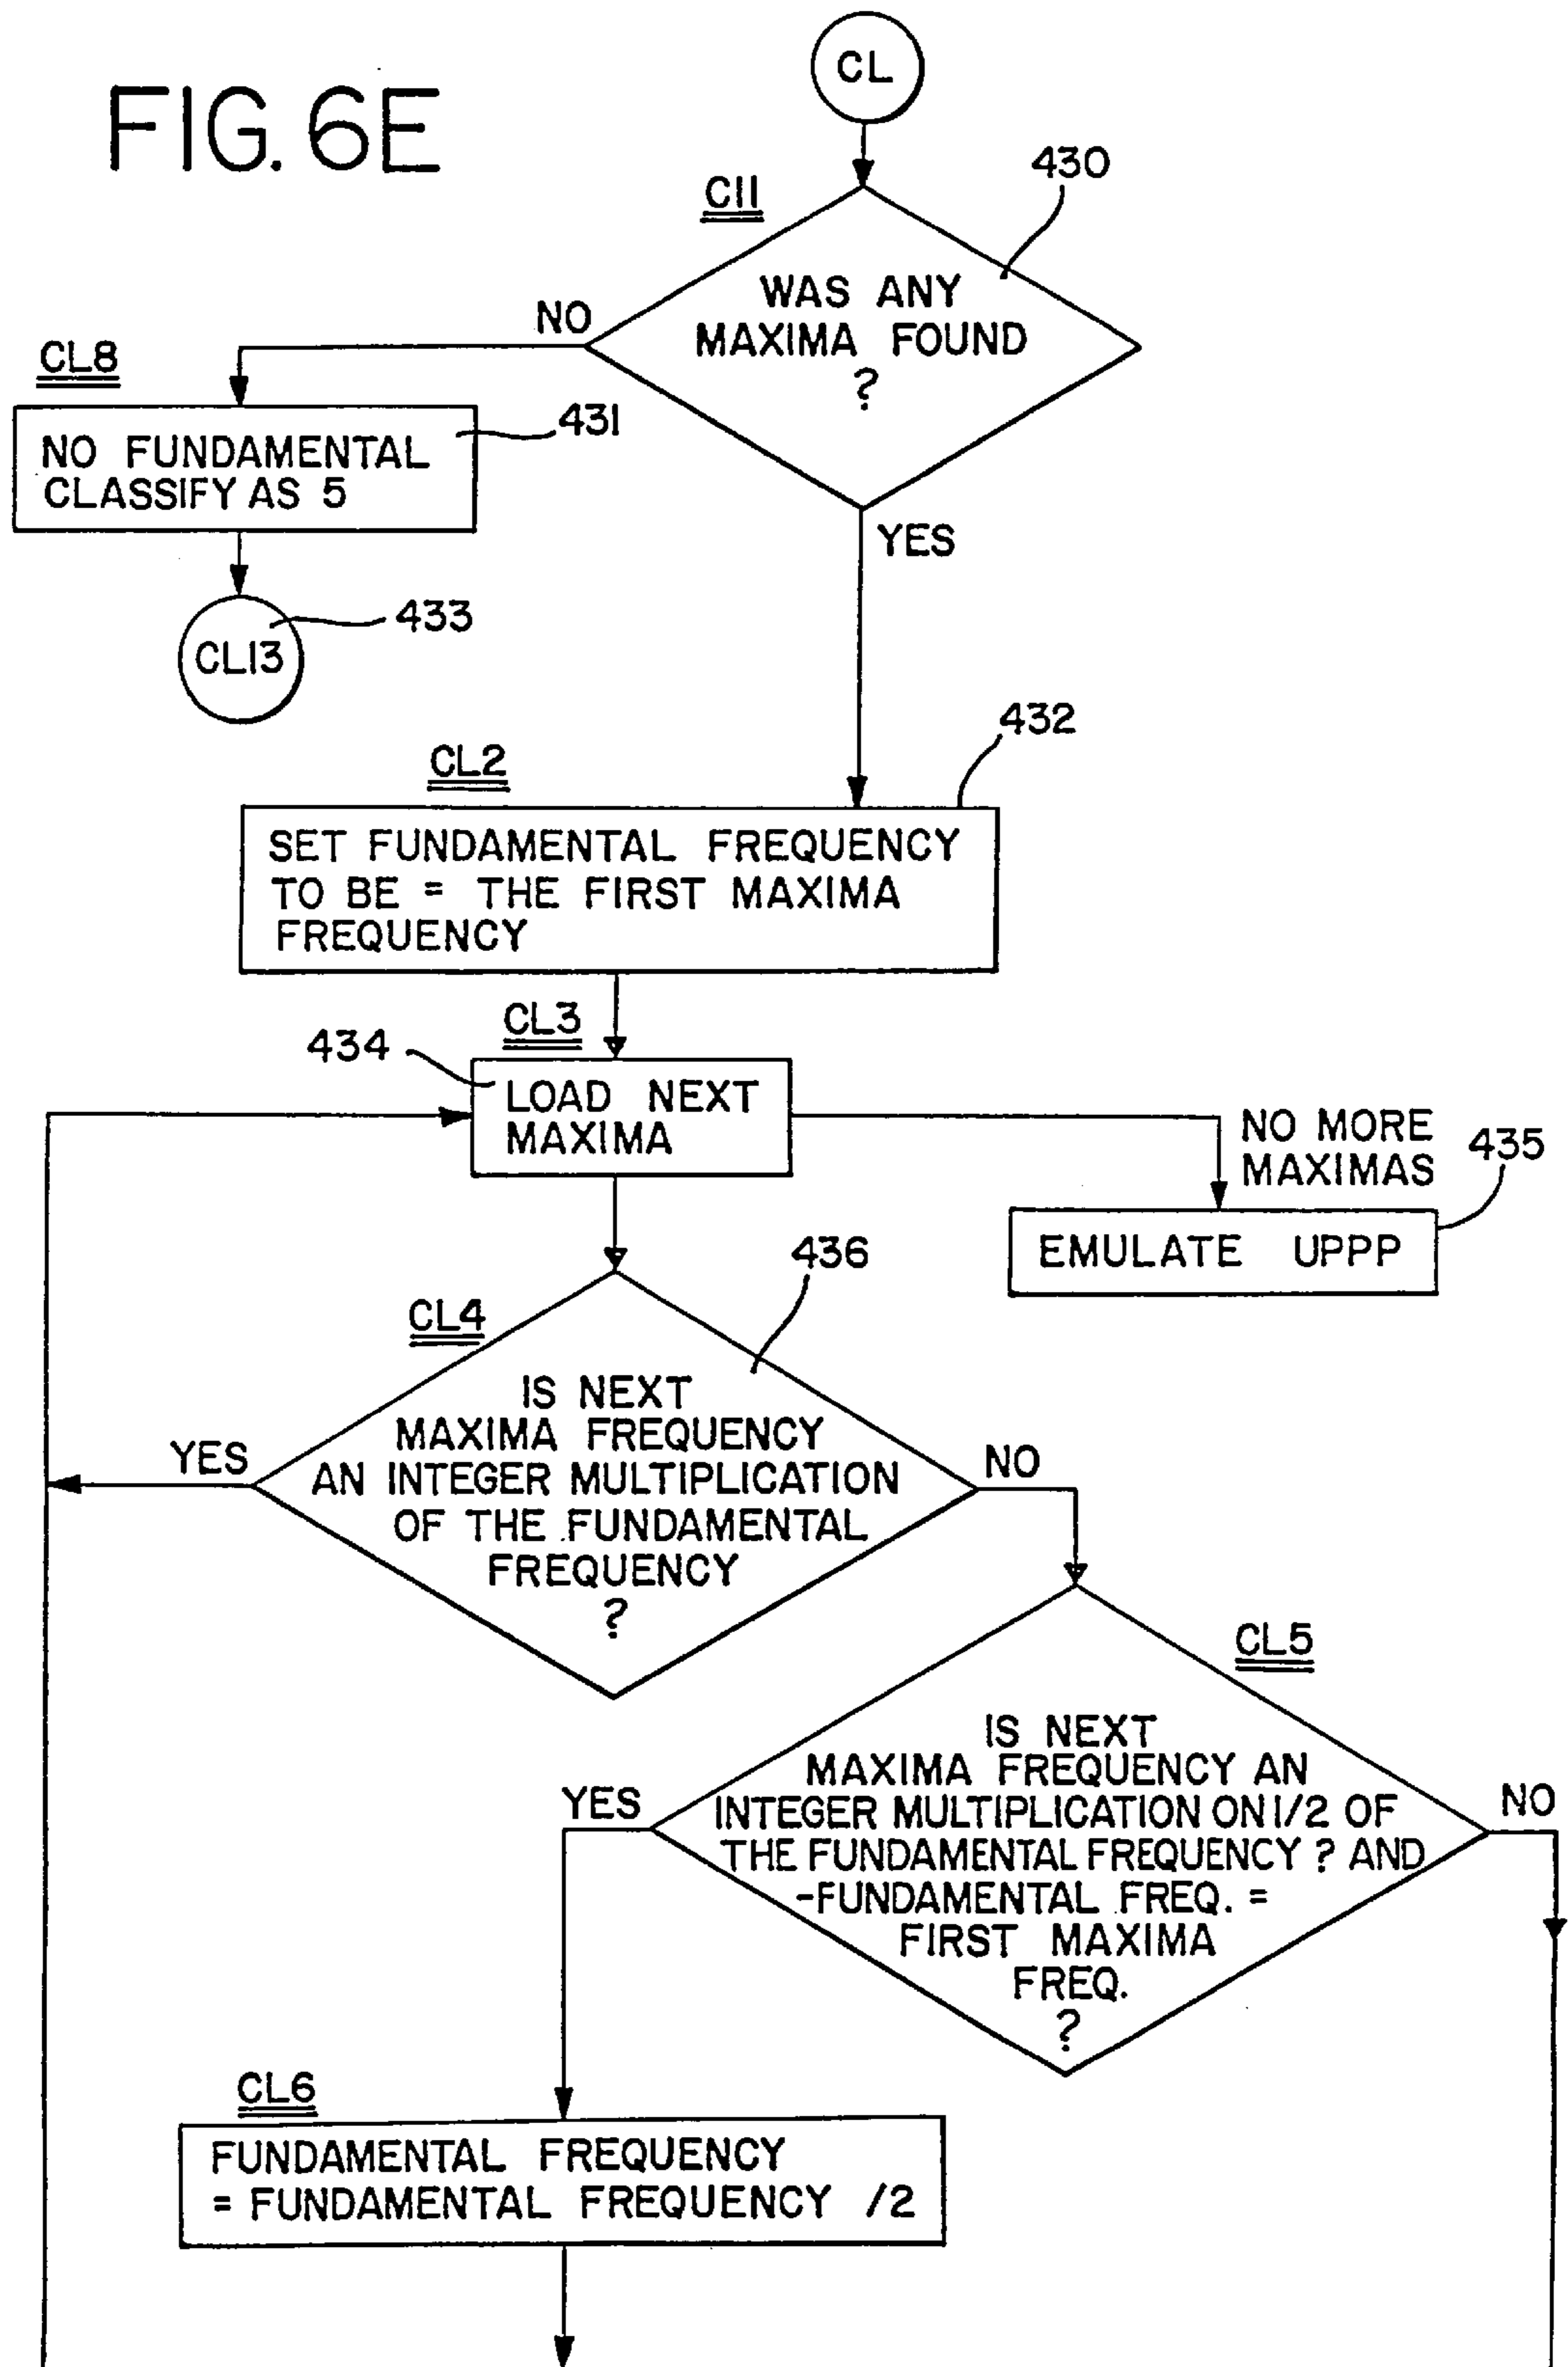 FIG. 6E
CL
C11
430
WAS ANY
MAXIMA FOUND
?
NO
CL8
431
NO FUNDAMENTAL
CLASSIFY AS 5
YES
433
CL13
432
CL2
SET FUNDAMENTAL FREQUENCY
TO BE = THE FIRST MAXIMA
FREQUENCY
CL3
434
LOAD NEXT
MAXIMA
NO MORE
MAXIMAS
435
EMULATE UPPP
436
CL4
IS NEXT
MAXIMA FREQUENCY
AN INTEGER MULTIPLICATION
OF THE FUNDAMENTAL
FREQUENCY
?
YES
NO
CL5
IS NEXT
MAXIMA FREQUENCY AN
INTEGER MULTIPLICATION ON 1/2 OF
THE FUNDAMENTAL FREQUENCY ? AND
-FUNDAMENTAL FREQ. =
FIRST MAXIMA
FREQ.
?
YES
NO
CL6
FUNDAMENTAL FREQUENCY
= FUNDAMENTAL FREQUENCY /2